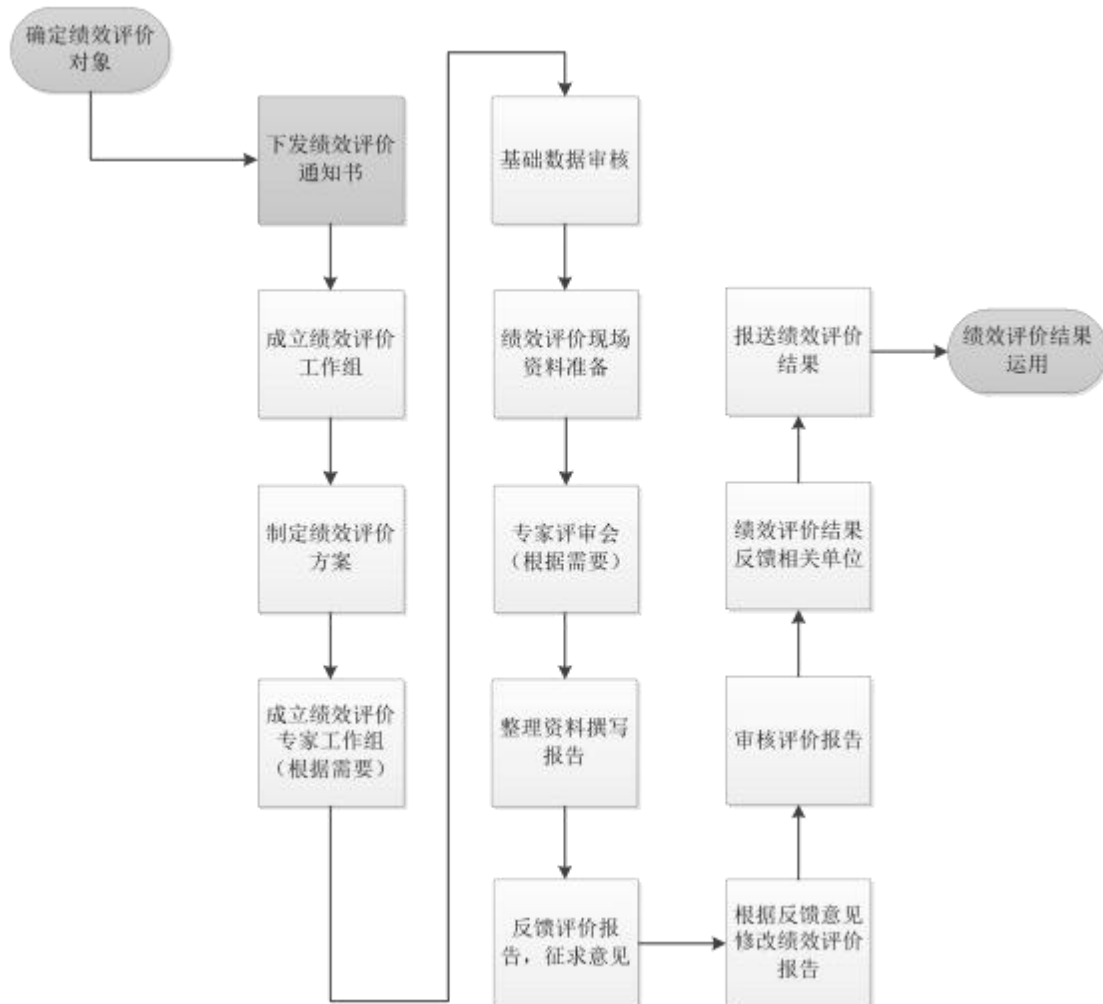 确定绩效评价
对象
下发绩效评价
通知书
成立绩效评价
工作组
制定绩效评价
方案
成立绩效评价
专家工作组
（根据需要）
基础数据审核
绩效评价现场
资料准备
专家评审会
（根据需要）
整理资料撰写
报告
反馈评价报
告，征求意见
根据反馈意见
修改绩效评价
报告
审核评价报告
绩效评价结果
反馈相关单位
报送绩效评价
结果
绩效评价结果
运用